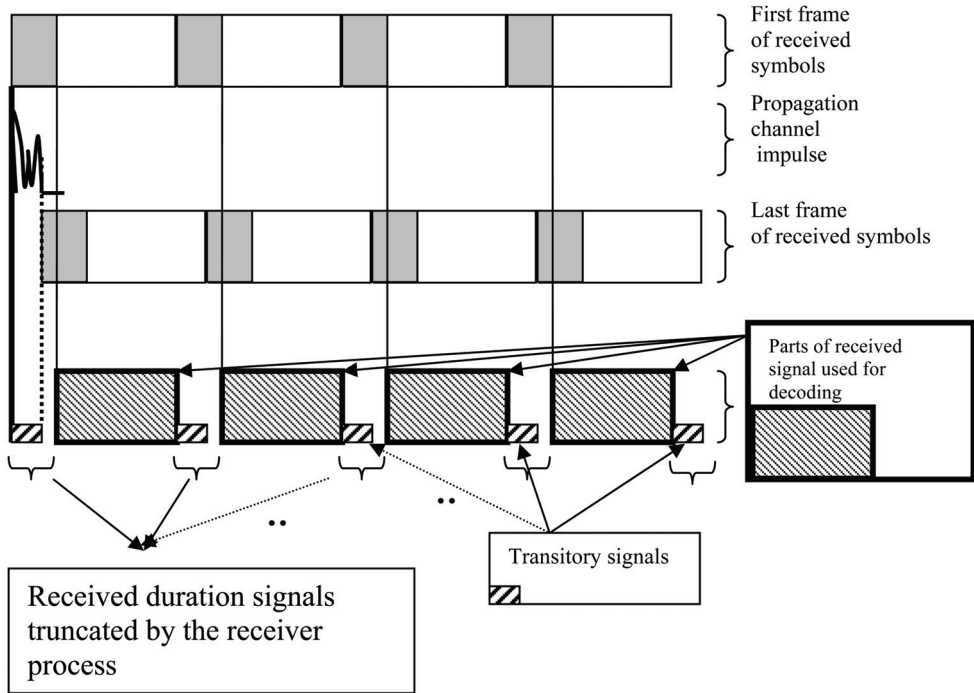 First frame
of received
symbols
Propagation
channel
impulse
Last frame
of received symbols
Parts of received
signal used for
decoding
..
..
Transitory signals
Received duration signals
truncated by the receiver
process